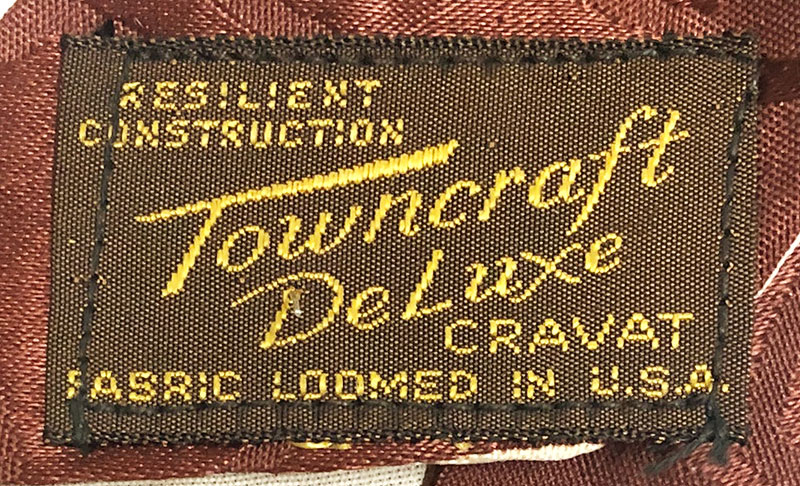 RESILIENT
CONSTRUCTION
Towncraft
DeLuxe
CRAVAT
FABRIC LOOMED IN U.S.A.